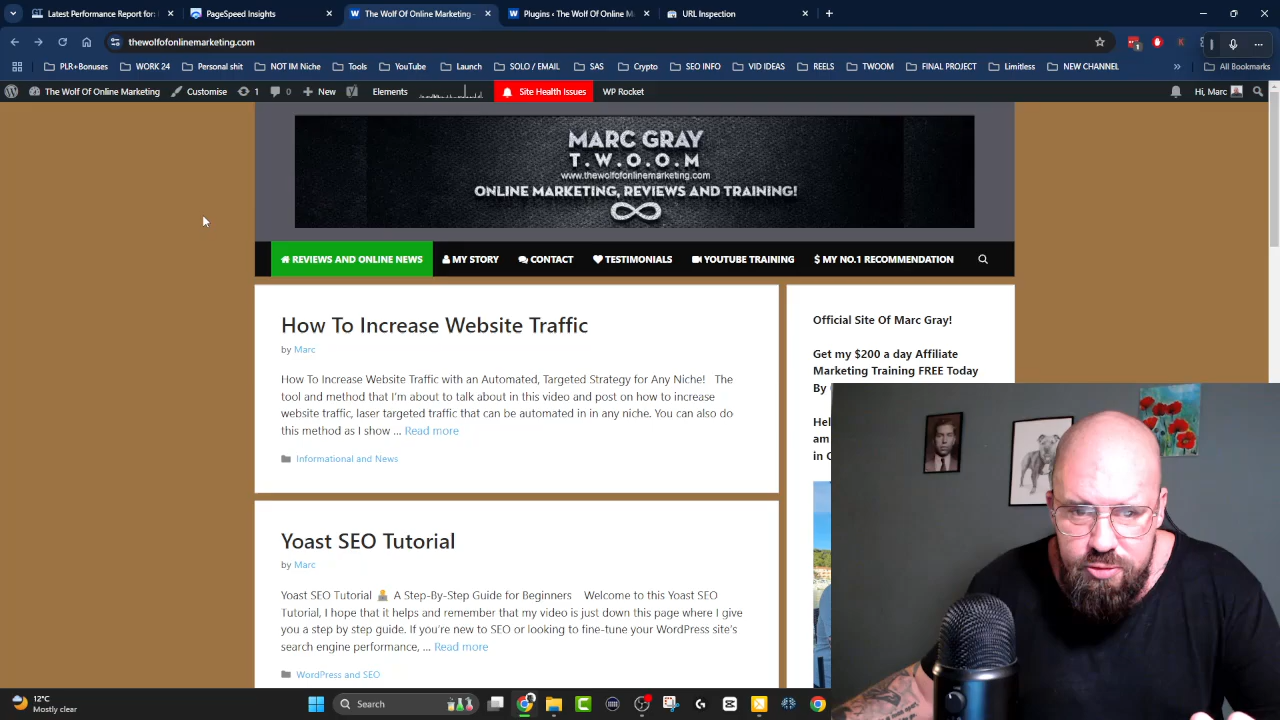 Latest Performance Report for:
PageSpeed Insights
The Wolf Of Online Marketing -
Plugins ‹ The Wolf Of Online M
URL Inspection
thewolfofonlinemarketing.com
PLR+Bonuses
WORK 24
Personal shit
NOT IM Niche
Tools
YouTube
Launch
SOLO / EMAIL
SAS
Crypto
SEO INFO
VID IDEAS
REELS
TWOOM
FINAL PROJECT
Limitless
NEW CHANNEL
All Bookmarks
The Wolf Of Online Marketing
Customise
1
0
New
Elements
Site Health Issues
WP Rocket
Hi, Marc
MARC GRAY
T.W.O.O.M
www.thewolfofonlinemarketing.com
ONLINE MARKETING, REVIEWS AND TRAINING!
REVIEWS AND ONLINE NEWS
MY STORY
CONTACT
TESTIMONIALS
YOUTUBE TRAINING
$ MY NO.1 RECOMMENDATION
How To Increase Website Traffic
by Marc
How To Increase Website Traffic with an Automated, Targeted Strategy for Any Niche! The
tool and method that I'm about to talk about in this video and post on how to increase
website traffic, laser targeted traffic that can be automated in in any niche. You can also do
this method as I show ... Read more
Informational and News
Yoast SEO Tutorial
by Marc
Yoast SEO Tutorial A Step-By-Step Guide for Beginners Welcome to this Yoast SEO
Tutorial, I hope that it helps and remember that my video is just down this page where I give
you a step by step guide. If you're new to SEO or looking to fine-tune your WordPress site's
search engine performance, ... Read more
WordPress and SEO
Official Site Of Marc Gray!
Get my $200 a day Affiliate
Marketing Training FREE Today
By
am
in
12°C
Mostly clear
Search